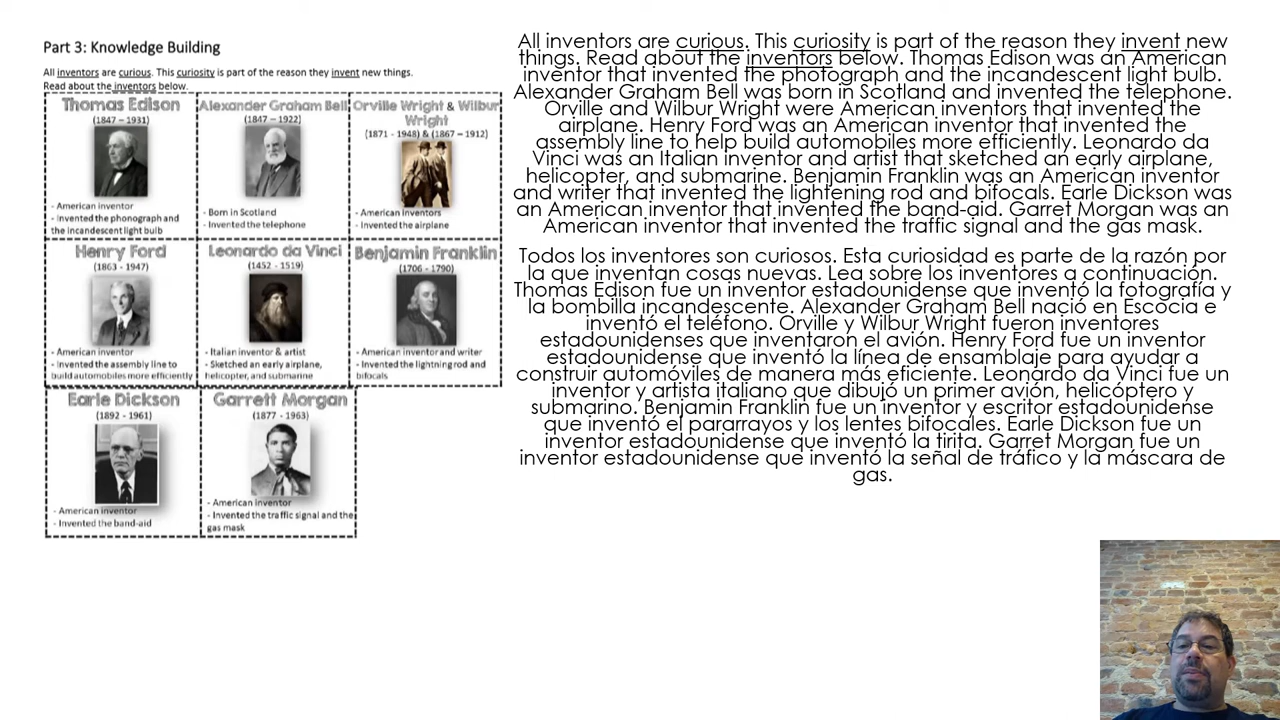 Part 3: Knowledge Building
All inventors are curious. This curiosity is part of the reason they invent new things.
Read about the inventors below.
Thomas Edison
(1847 – 1931)
- American inventor
- Invented the phonograph and
the incandescent light bulb
Alexander Graham Bell
(1847 – 1922)
- Born in Scotland
- Invented the telephone
Orville Wright & Wilbur
Wright
(1871 - 1948) & (1867 – 1912)
- American inventors
- Invented the airplane
Henry Ford
(1863 - 1947)
- American inventor
- Invented the assembly line to
build automobiles more efficiently
Leonardo da Vinci
(1452 - 1519)
- Italian inventor & artist
- Sketched an early airplane,
helicopter, and submarine
Benjamin Franklin
(1706 - 1790)
- American inventor and writer
- Invented the lightning rod and
bifocals
Earle Dickson
(1892 - 1961)
- American inventor
- Invented the band-aid
Garrett Morgan
(1877 - 1963)
- American inventor
- Invented the traffic signal and the
gas mask
All inventors are curious. This curiosity is part of the reason they invent new
things. Read about the inventors below. Thomas Edison was an American
inventor that invented the photograph and the incandescent light bulb.
Alexander Graham Bell was born in Scotland and invented the telephone.
Orville and Wilbur Wright were American inventors that invented the
airplane. Henry Ford was an American inventor that invented the
assembly line to help build automobiles more efficiently. Leonardo da
Vinci was an Italian inventor and artist that sketched an early airplane,
helicopter, and submarine. Benjamin Franklin was an American inventor
and writer that invented the lightening rod and bifocals. Earle Dickson was
an American inventor that invented the band-aid. Garret Morgan was an
American inventor that invented the traffic signal and the gas mask.
Todos los inventores son curiosos. Esta curiosidad es parte de la razón por
la que inventan cosas nuevas. Lea sobre los inventores a continuación.
Thomas Edison fue un inventor estadounidense que inventó la fotografía y
la bombilla incandescente. Alexander Graham Bell nació en Escocia e
inventó el teléfono. Orville y Wilbur Wright fueron inventores
estadounidenses que inventaron el avión. Henry Ford fue un inventor
estadounidense que inventó la línea de ensamblaje para ayudar a
construir automóviles de manera más eficiente. Leonardo da Vinci fue un
inventor y artista italiano que dibujó un primer avión, helicóptero y
submarino. Benjamin Franklin fue un inventor y escritor estadounidense
que inventó el pararrayos y los lentes bifocales. Earle Dickson fue un
inventor estadounidense que inventó la tirita. Garret Morgan fue un
inventor estadounidense que inventó la señal de tráfico y la máscara de
gas.